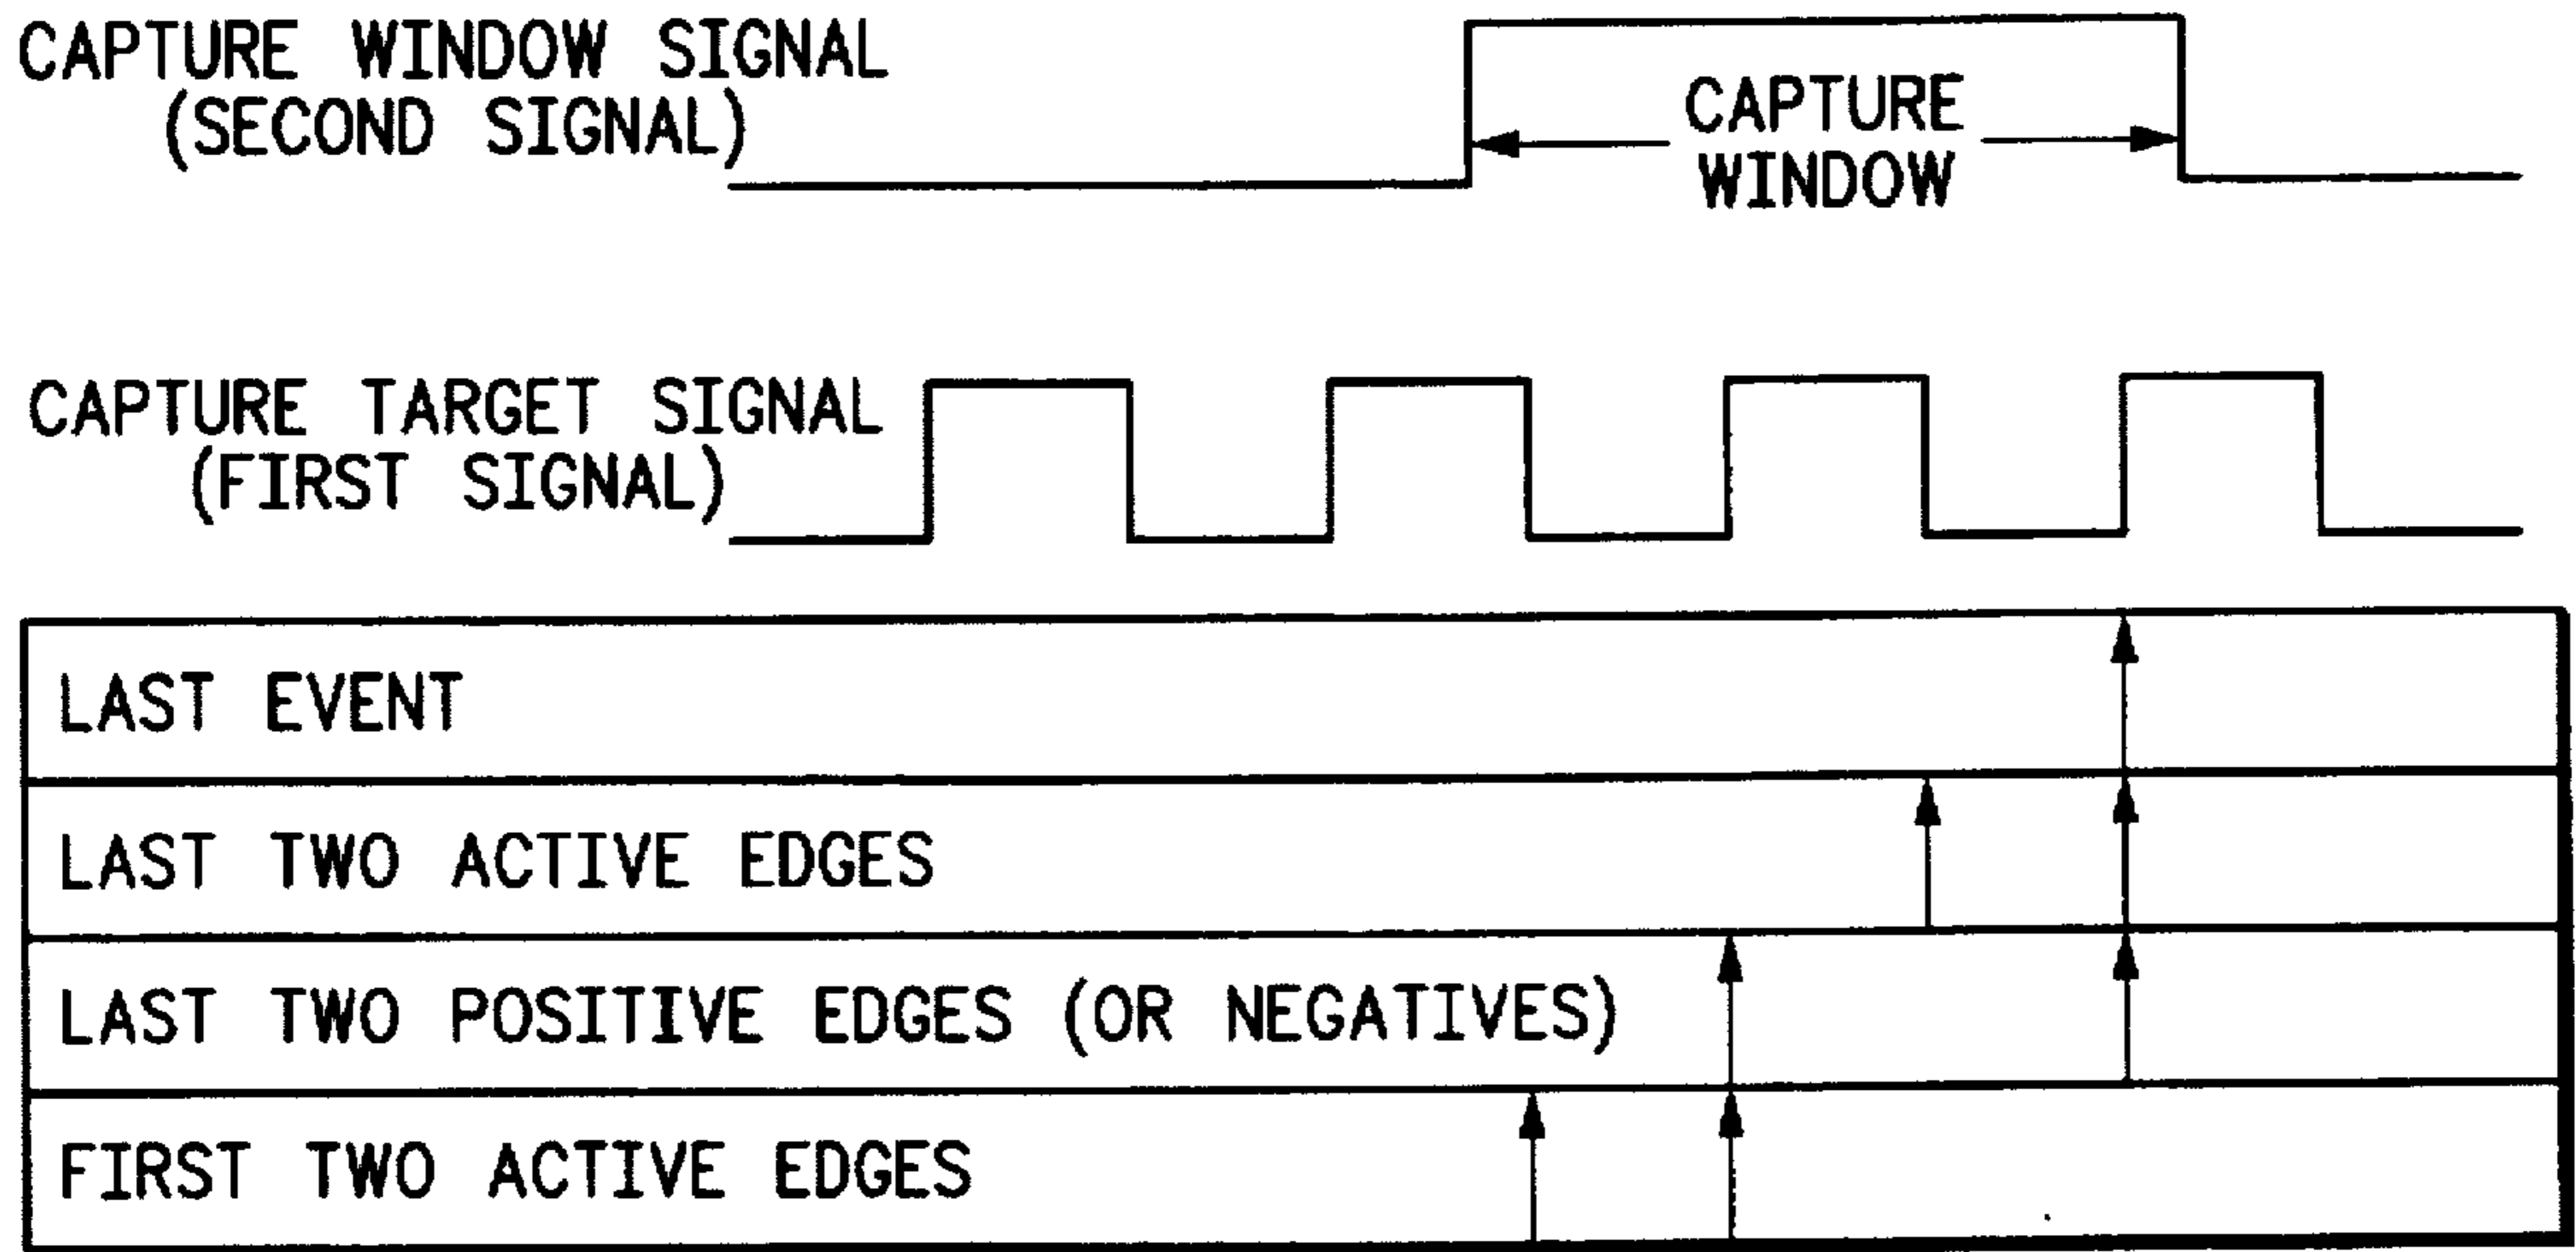 CAPTURE WINDOW SIGNAL
(SECOND SIGNAL)
CAPTURE
WINDOW
CAPTURE TARGET SIGNAL
(FIRST SIGNAL)
LAST EVENT
LAST TWO ACTIVE EDGES
LAST TWO POSITIVE EDGES (OR NEGATIVES)
FIRST TWO ACTIVE EDGES